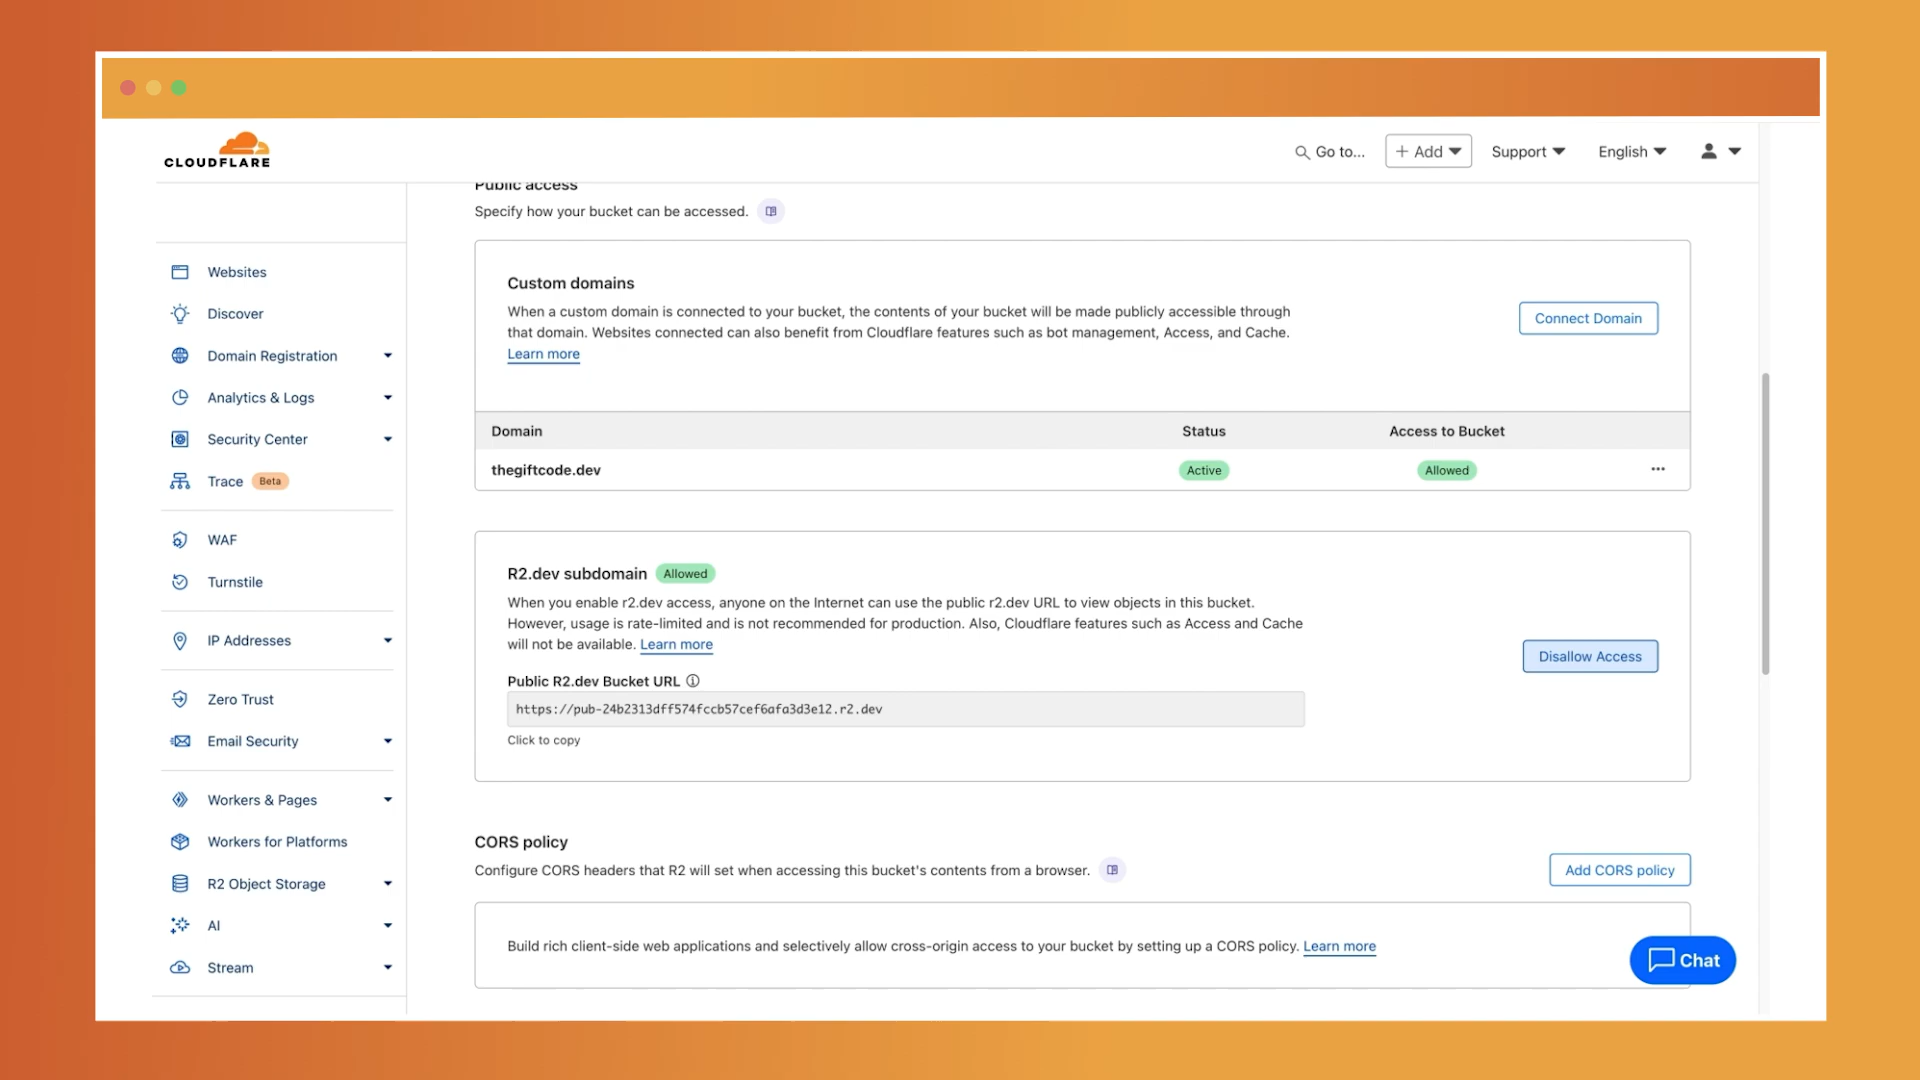 CLOUDFLARE
Go to...
+ Add
Support
English
Public access
Specify how your bucket can be accessed.
Websites
Discover
Domain Registration
Analytics & Logs
Security Center
Trace Beta
WAF
Turnstile
IP Addresses
Zero Trust
Email Security
Workers & Pages
Workers for Platforms
R2 Object Storage
AI
Stream
Custom domains
When a custom domain is connected to your bucket, the contents of your bucket will be made publicly accessible through
that domain. Websites connected can also benefit from Cloudflare features such as bot management, Access, and Cache.
Learn more
Connect Domain
Domain Status Access to Bucket
thegiftcode.dev Active Allowed
R2.dev subdomain Allowed
When you enable r2.dev access, anyone on the Internet can use the public r2.dev URL to view objects in this bucket.
However, usage is rate-limited and is not recommended for production. Also, Cloudflare features such as Access and Cache
will not be available. Learn more
Disallow Access
Public R2.dev Bucket URL
https://pub-24b2313dff574fccb57cef6afa3d3e12.r2.dev
Click to copy
CORS policy
Configure CORS headers that R2 will set when accessing this bucket's contents from a browser.
Add CORS policy
Build rich client-side web applications and selectively allow cross-origin access to your bucket by setting up a CORS policy. Learn more
Chat